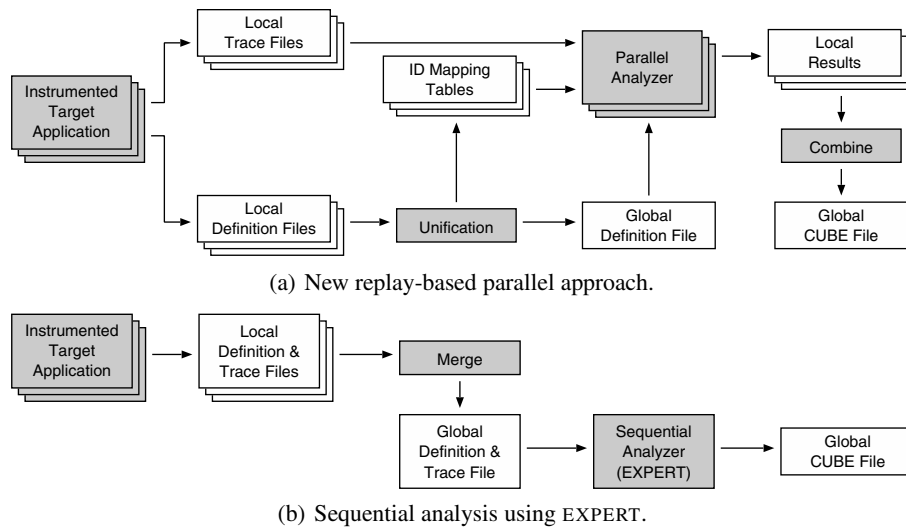 Local
Trace Files
Instrumented
Target
Application
ID Mapping
Tables
Parallel
Analyzer
Local
Results
Combine
Local
Definition Files
Unification
Global
Definition File
Global
CUBE File
(a) New replay-based parallel approach.
Instrumented
Target
Application
Local
Definition &
Trace Files
Merge
Global
Definition &
Trace File
Sequential
Analyzer
(EXPERT)
Global
CUBE File
(b) Sequential analysis using EXPERT.